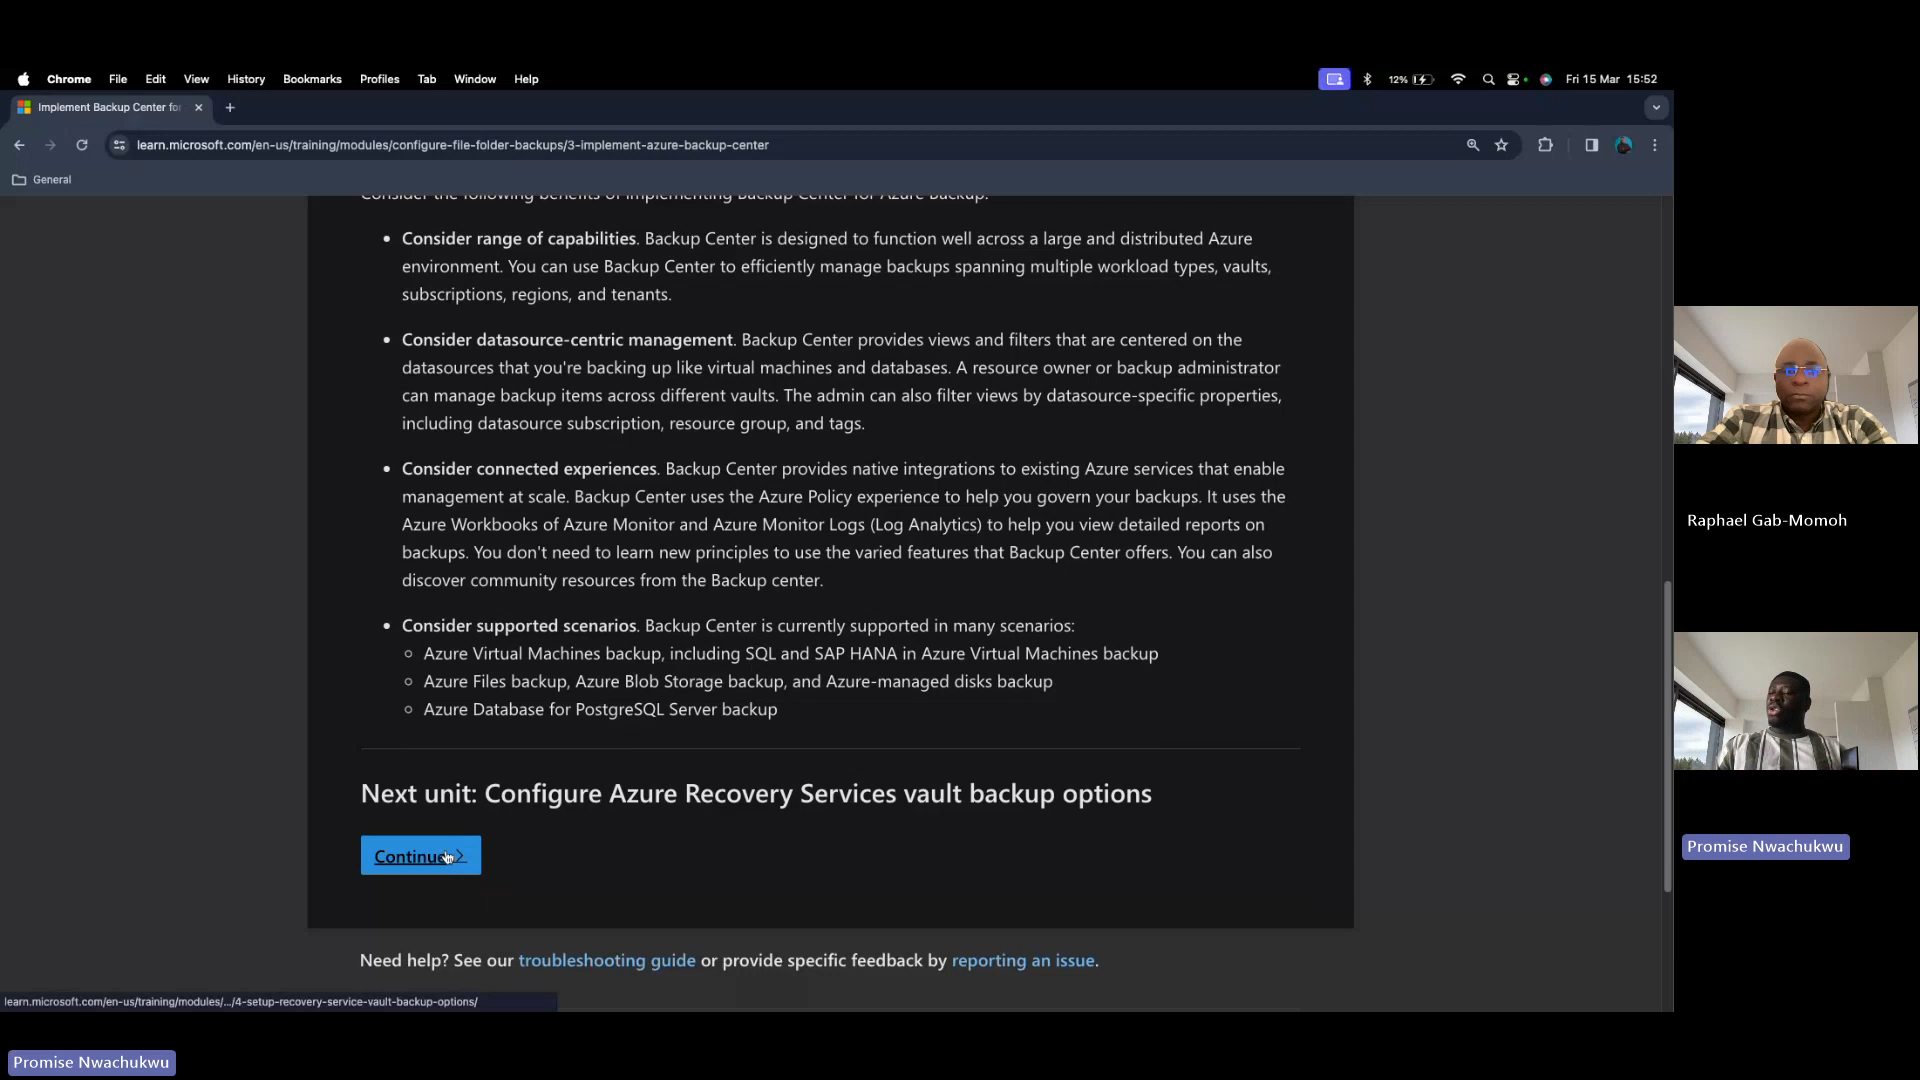 Chrome File Edit View History Bookmarks Profiles Tab Window Help 12% Fri 15 Mar 15:52
Implement Backup Center for
learn.microsoft.com/en-us/training/modules/configure-file-folder-backups/3-implement-azure-backup-center
General
Consider the following benefits of implementing Backup Center for Azure Backup.
• Consider range of capabilities. Backup Center is designed to function well across a large and distributed Azure
environment. You can use Backup Center to efficiently manage backups spanning multiple workload types, vaults,
subscriptions, regions, and tenants.
• Consider datasource-centric management. Backup Center provides views and filters that are centered on the
datasources that you're backing up like virtual machines and databases. A resource owner or backup administrator
can manage backup items across different vaults. The admin can also filter views by datasource-specific properties,
including datasource subscription, resource group, and tags.
• Consider connected experiences. Backup Center provides native integrations to existing Azure services that enable
management at scale. Backup Center uses the Azure Policy experience to help you govern your backups. It uses the
Azure Workbooks of Azure Monitor and Azure Monitor Logs (Log Analytics) to help you view detailed reports on
backups. You don't need to learn new principles to use the varied features that Backup Center offers. You can also
discover community resources from the Backup center.
• Consider supported scenarios. Backup Center is currently supported in many scenarios:
○ Azure Virtual Machines backup, including SQL and SAP HANA in Azure Virtual Machines backup
○ Azure Files backup, Azure Blob Storage backup, and Azure-managed disks backup
○ Azure Database for PostgreSQL Server backup
Next unit: Configure Azure Recovery Services vault backup options
Continue >
Need help? See our troubleshooting guide or provide specific feedback by reporting an issue.
learn.microsoft.com/en-us/training/modules/.../4-setup-recovery-service-vault-backup-options/
Raphael Gab-Momoh
Promise Nwachukwu
Promise Nwachukwu